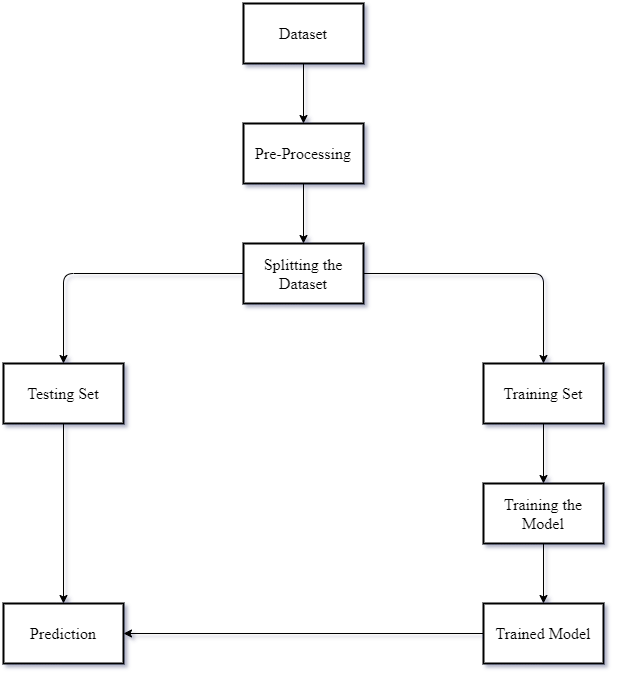 Dataset
Pre-Processing
Splitting the
Dataset
Testing Set
Training Set
Training the
Model
Prediction
Trained Model